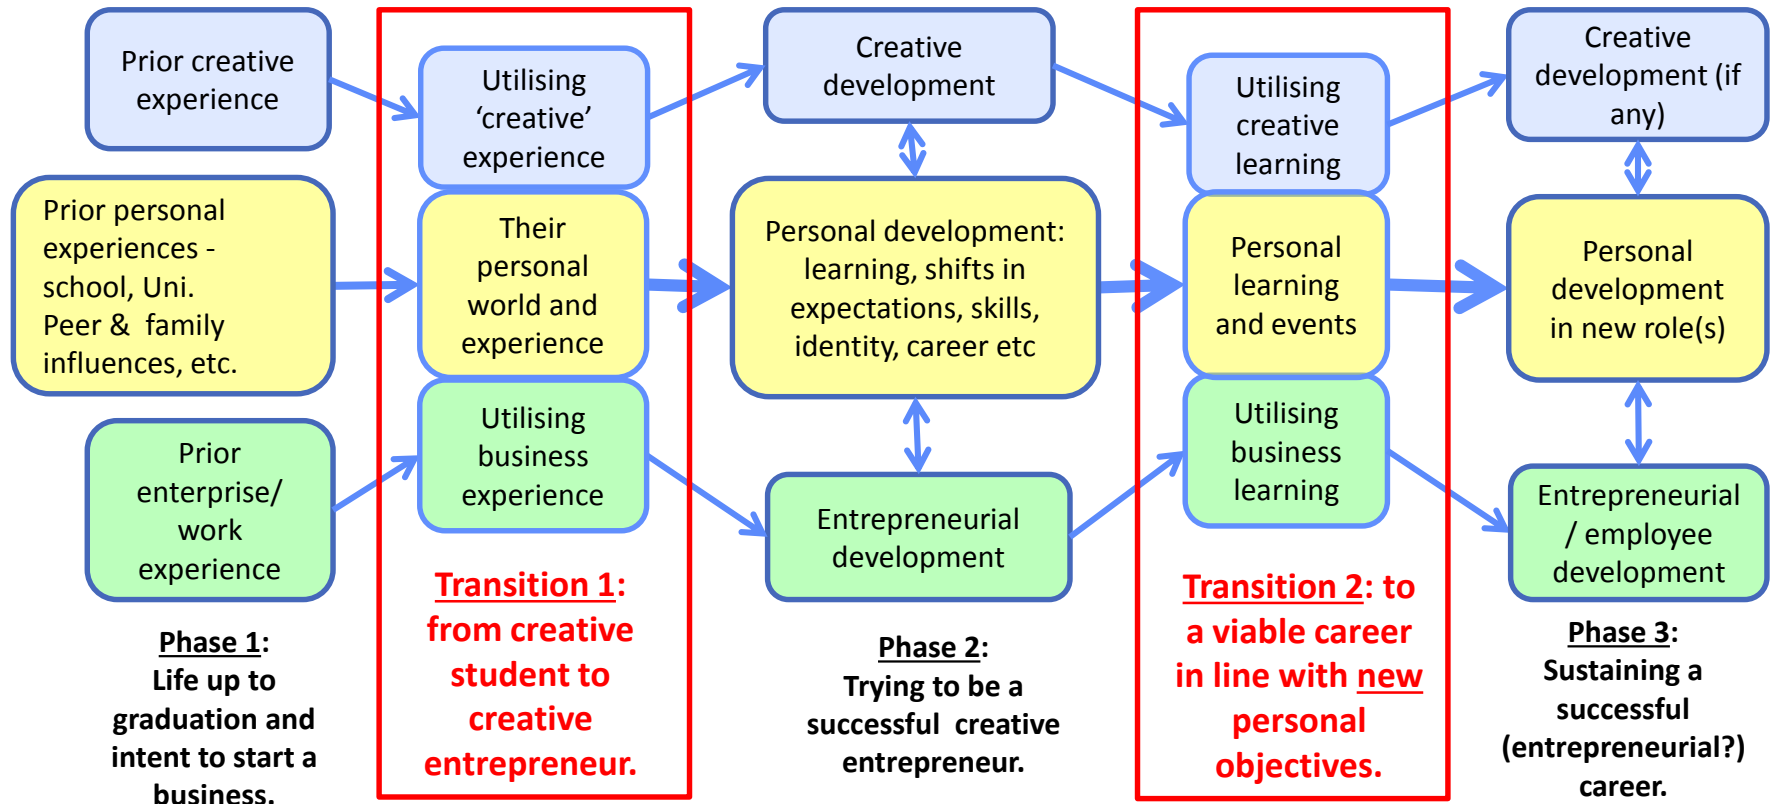 Prior creative
experience
Utilising
‘creative’
experience
Creative
development
Utilising
creative
learning
Creative
development (if
any)
Prior personal
experiences -
school, Uni.
Peer & family
influences, etc.
Their
personal
world and
experience
Personal development:
learning, shifts in
expectations, skills,
identity, career etc
Personal
learning
and events
Personal
development
in new role(s)
Prior
enterprise/
work
experience
Utilising
business
experience
Entrepreneurial
development
Utilising
business
learning
Entrepreneurial
/ employee
development
Phase 1:
Life up to
graduation and
intent to start a
business.
Transition 1:
from creative
student to
creative
entrepreneur.
Phase 2:
Trying to be a
successful creative
entrepreneur.
Transition 2: to
a viable career
in line with new
personal
objectives.
Phase 3:
Sustaining a
successful
(entrepreneurial?)
career.